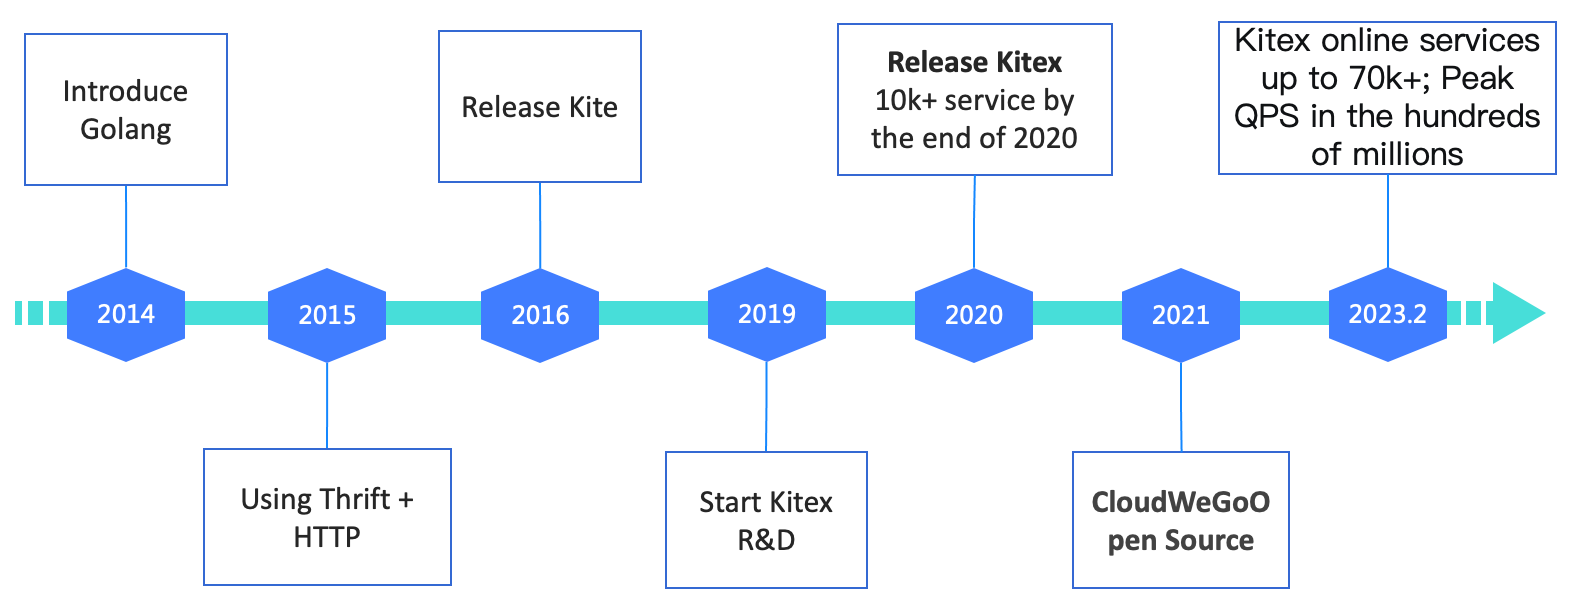 Introduce
Golang
Release Kite
Release Kitex
10k+ service by
the end of 2020
Kitex online services
up to 70k+; Peak
QPS in the hundreds
of millions
2014
2015
2016
2019
2020
2021
2023.2
Using Thrift +
HTTP
Start Kitex
R&D
CloudWeGoO
pen Source